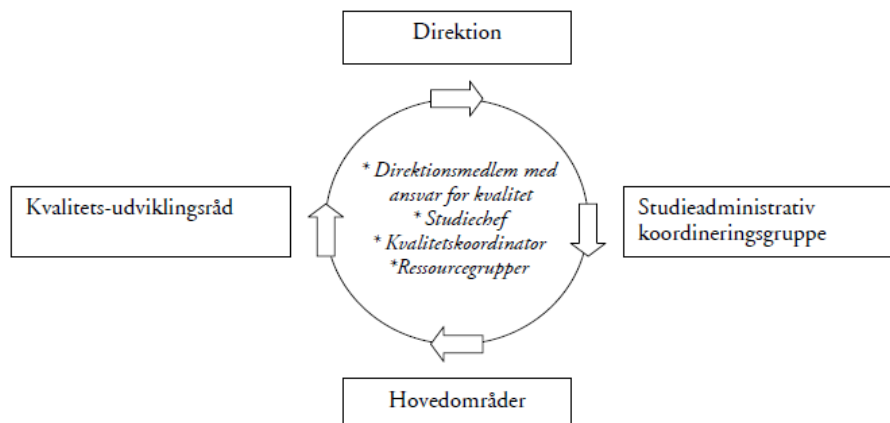 Direktion
* Direktionsmedlem med
ansvar for kvalitet
* Studiechef
* Kvalitetskoordinator
*Ressourcegrupper
Kvalitets-udviklingsråd
Studieadministrativ
koordineringsgruppe
Hovedområder